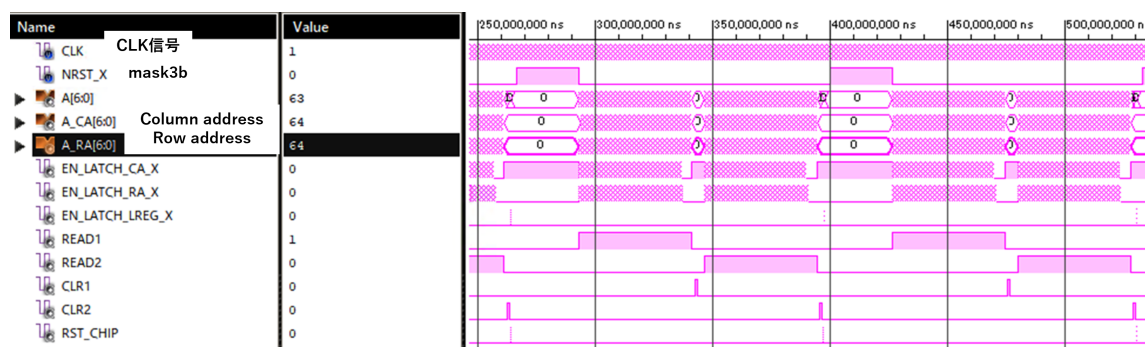 Name Value
250,000,000 ns 300,000,000 ns 350,000,000 ns 400,000,000 ns 450,000,000 ns 500,000,000 n
CLK CLK信号 1
NRST_X mask3b 0
A[6:0] 63 0 0
A_CA[6:0] Column address 64 0 0
A_RA[6:0] Row address 64 0 0
EN_LATCH_CA_X 0
EN_LATCH_RA_X 0
EN_LATCH_LREG_X 0
READ1 1
READ2 0
CLR1 0
CLR2 0
RST_CHIP 0